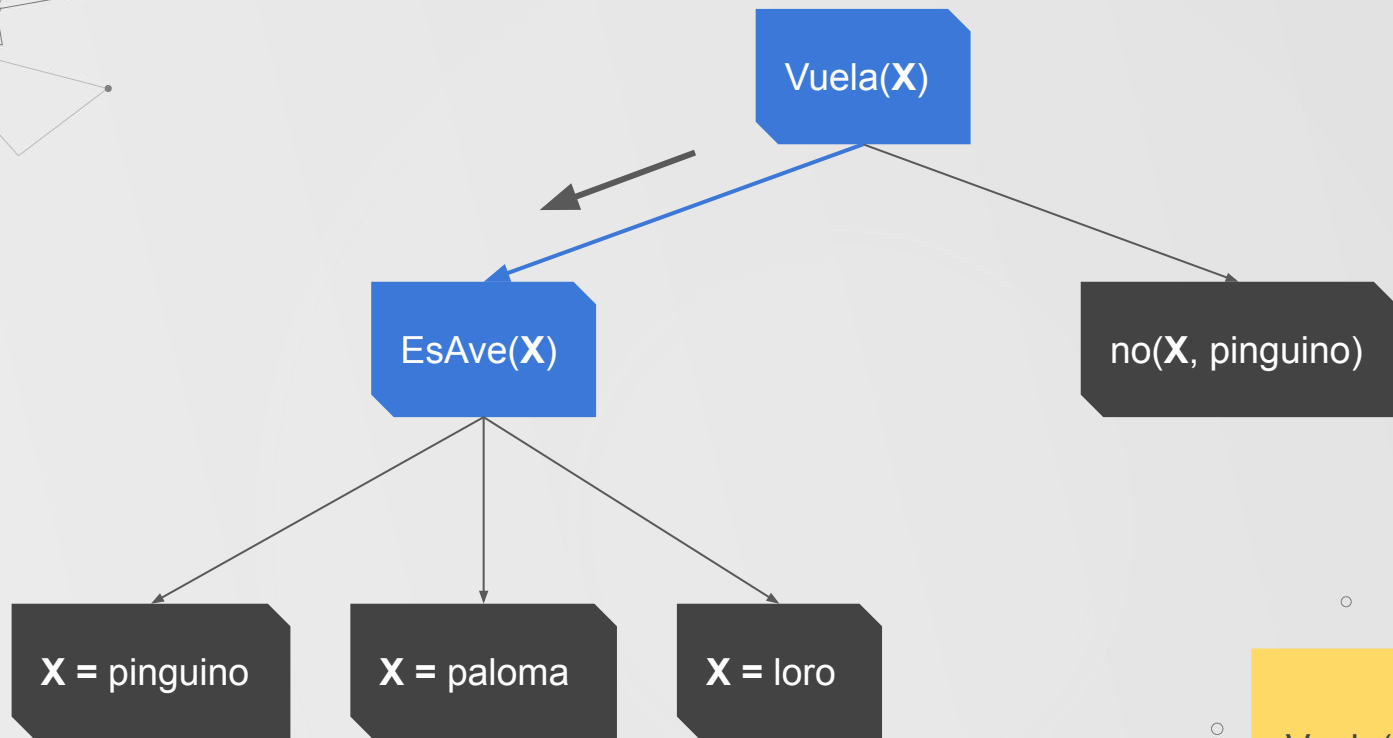 Vuela(X)
EsAve(X)
no(X, pinguino)
X = pinguino
X = paloma
X = loro